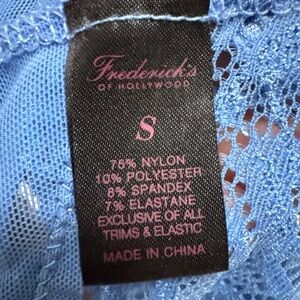 Frederick's
OF HOLLYWOOD
S
75% NYLON
10% POLYESTER
8% SPANDEX
7% ELASTANE
EXCLUSIVE OF ALL
TRIMS & ELASTIC
MADE IN CHINA